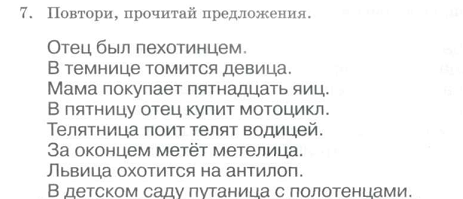 7. Повтори, прочитай предложения.
Отец был пехотинцем.
В темнице томится девица.
Мама покупает пятнадцать яиц.
В пятницу отец купит мотоцикл.
Телятница поит телят водицей.
За оконцем метёт метелица.
Львица охотится на антилоп.
В детском саду путаница с полотенцами.